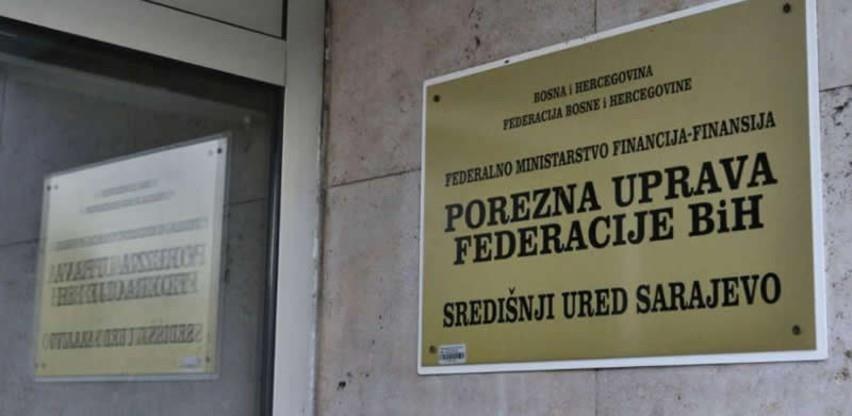 BOSNA i HERCEGOVINA
FEDERACIJA BOSNE i HERCEGOVINE
FEDERALNO MINISTARSTVO FINANCIJA-FINANSIJA
POREZNA UPRAVA
FEDERACIJE BiH
SREDIŠNJI URED SARAJEVO